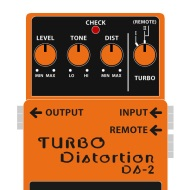 CHECK
(REMOTE)
LEVEL TONE DIST
MIN MAX LO HI MIN MAX TURBO
OUTPUT INPUT
REMOTE
TURBO
Distortion
DS-2